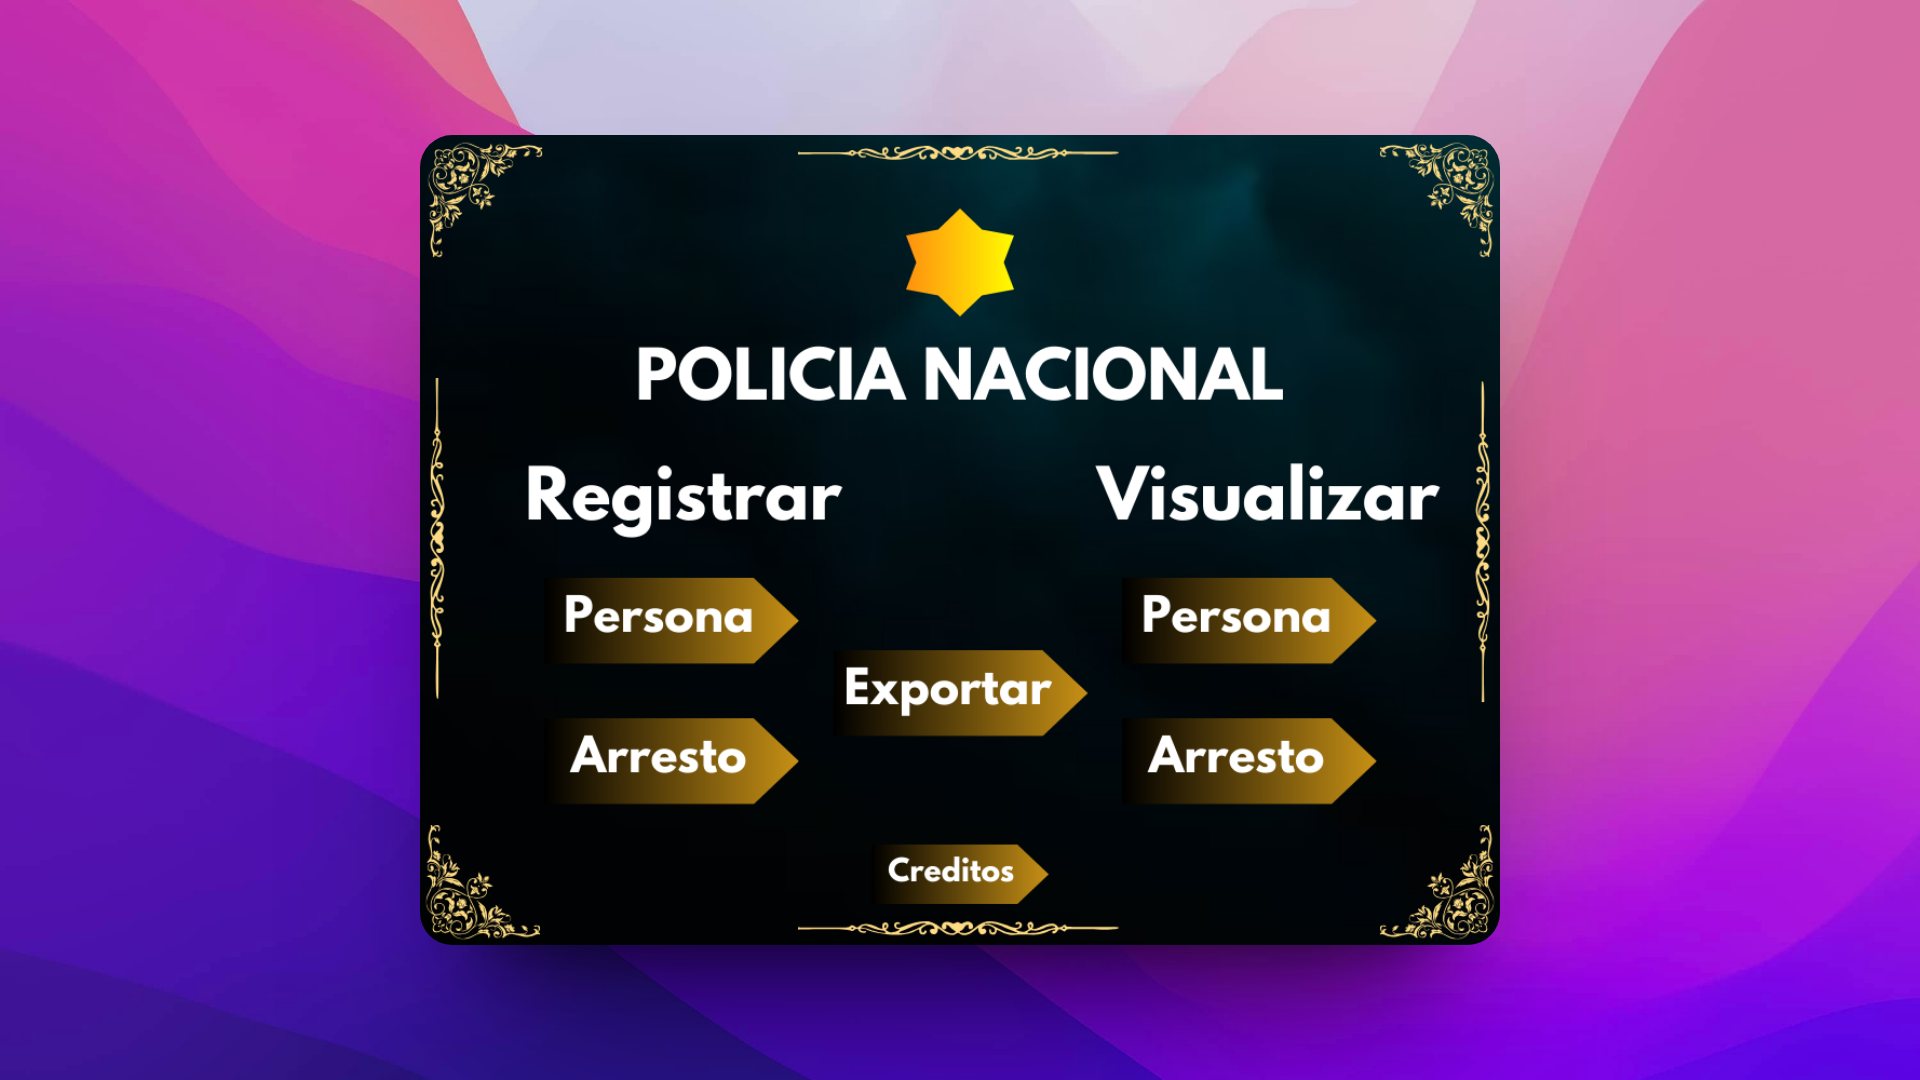 POLICIA NACIONAL
Registrar
Visualizar
Persona
Persona
Exportar
Arresto
Arresto
Creditos